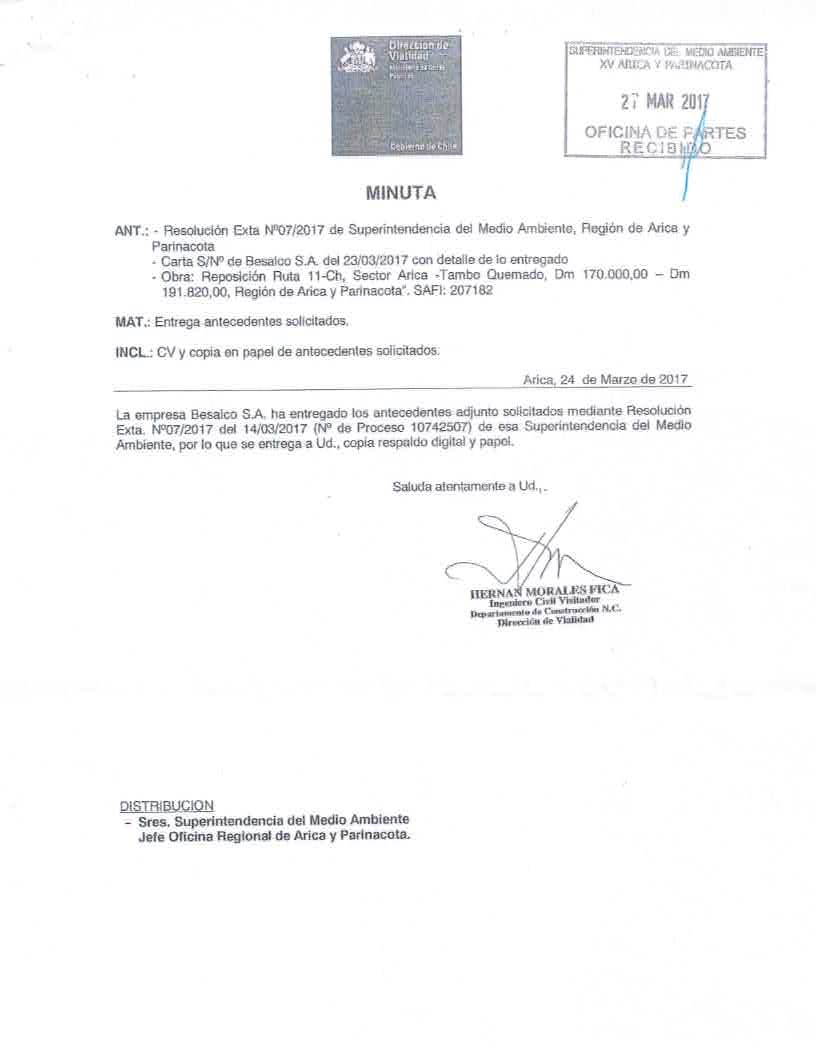 Dirección de
Vialidad
Ministerio de Obras
Públicas
Gobierno de Chile
SUPERINTENDENCIA DEL MEDIO AMBIENTE
XV ARICA Y PARINACOTA
27 MAR 2017
OFICINA DE PARTES
RECIBIDO
MINUTA
ANT.: - Resolución Exta Nº07/2017 de Superintendencia del Medio Ambiente, Región de Arica y
Parinacota
- Carta S/Nº de Besalco S.A. del 23/03/2017 con detalle de lo entregado
- Obra: Reposición Ruta 11-Ch, Sector Arica -Tambo Quemado, Dm 170.000,00 – Dm
191.820,00, Región de Arica y Parinacota". SAFI: 207182
MAT.: Entrega antecedentes solicitados.
INCL.: CV y copia en papel de antecedentes solicitados.
Arica, 24 de Marzo de 2017
La empresa Besalco S.A. ha entregado los antecedentes adjunto solicitados mediante Resolución
Exta. Nº07/2017 del 14/03/2017 (Nº de Proceso 10742507) de esa Superintendencia del Medio
Ambiente, por lo que se entrega a Ud., copia respaldo digital y papel.
Saluda atentamente a Ud.,
HERNAN MORALES FICA
Ingeniero Civil Visitador
Departamento de Construcción N.C.
Dirección de Vialidad
DISTRIBUCION
- Sres. Superintendencia del Medio Ambiente
Jefe Oficina Regional de Arica y Parinacota.